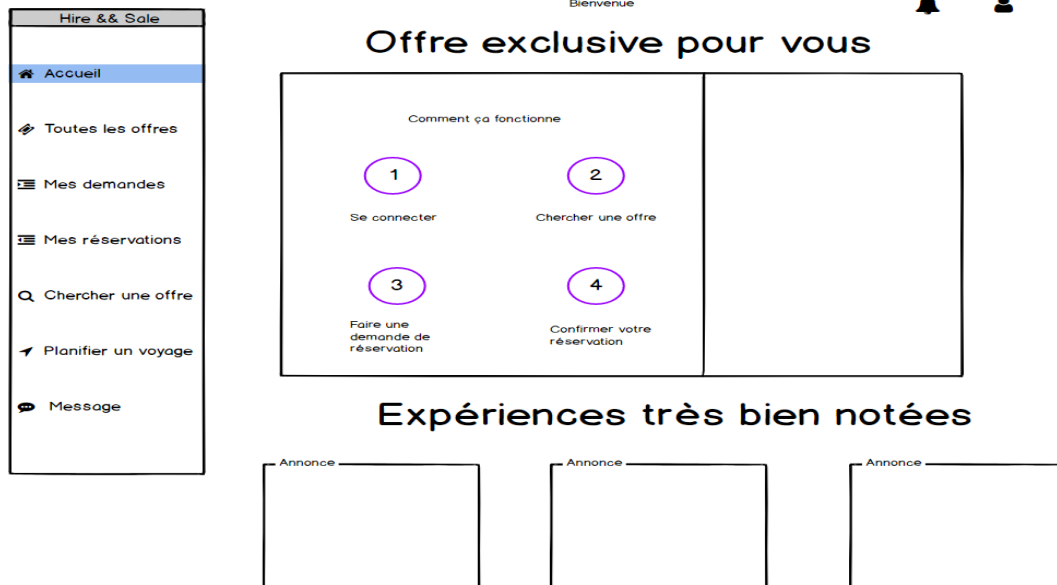 Bienvenue
Hire && Sale
Offre exclusive pour vous
Accueil
Toutes les offres
Mes demandes
Mes réservations
Chercher une offre
Planifier un voyage
Message
Comment ça fonctionne
1
2
Se connecter
Chercher une offre
3
4
Faire une
demande de
réservation
Confirmer votre
réservation
Expériences très bien notées
Annonce
Annonce
Annonce